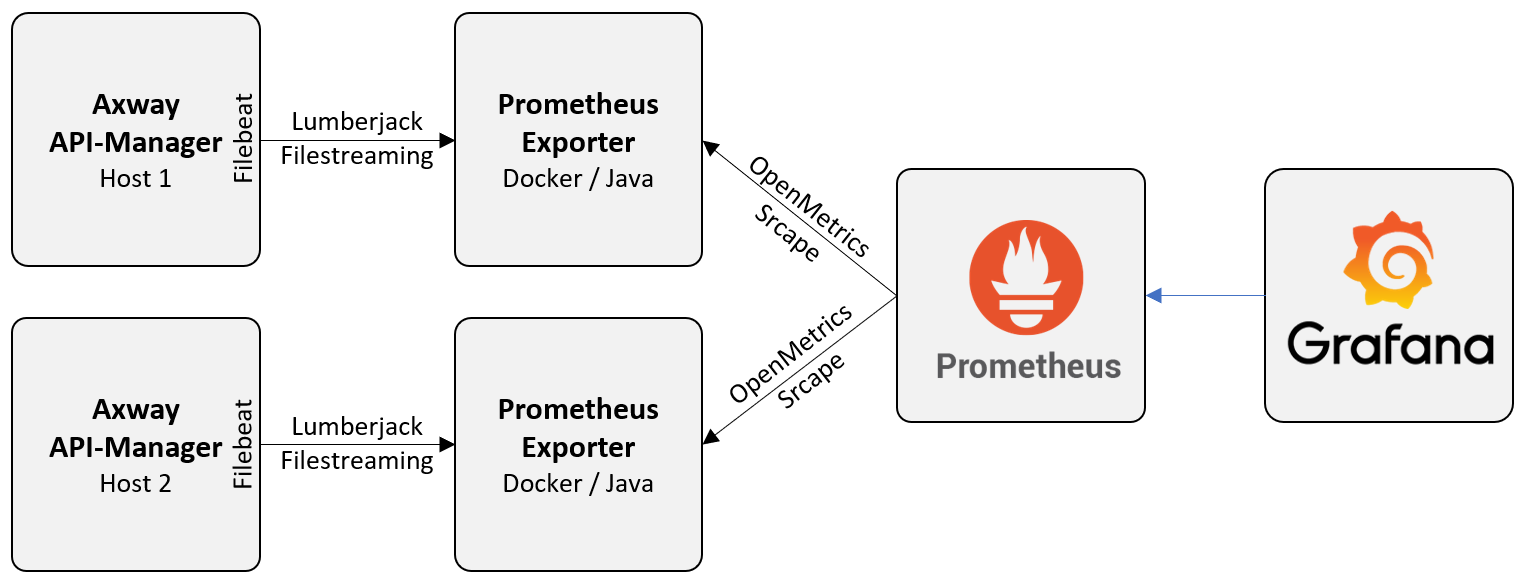 Axway
API-Manager
Host 1
Filebeat
Lumberjack
Filestreaming
Prometheus
Exporter
Docker / Java
OpenMetrics
Srcape
Axway
API-Manager
Host 2
Filebeat
Lumberjack
Filestreaming
Prometheus
Exporter
Docker / Java
OpenMetrics
Srcape
Prometheus
Grafana